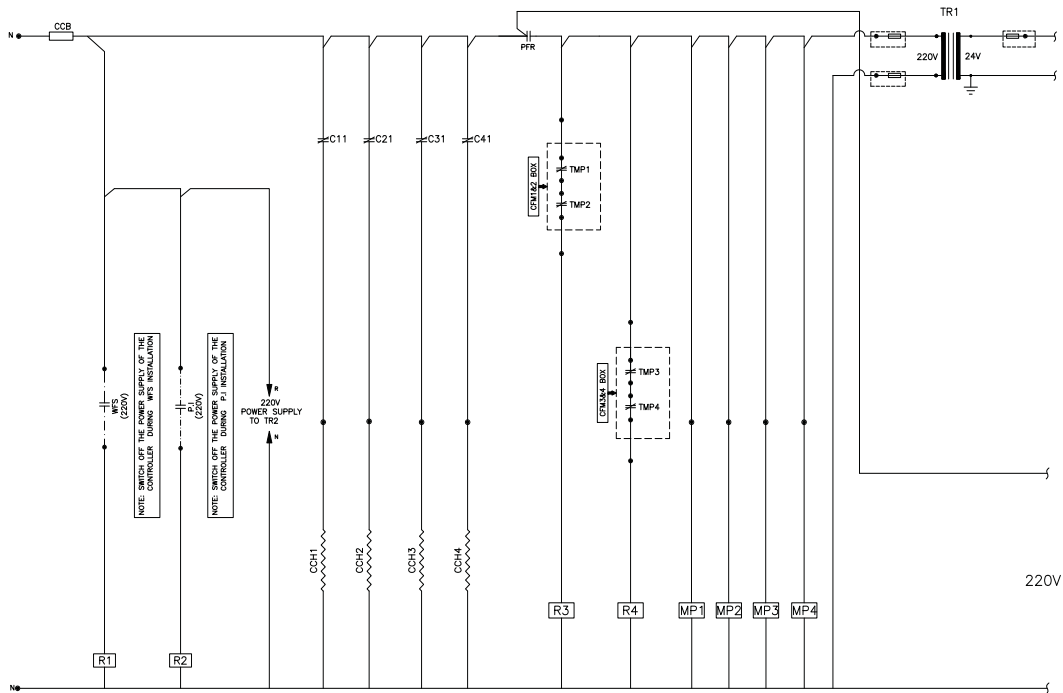 CCB
N
PFR
TR1
220V
24V
C11
C21
C31
C41
CFM1&2 BOX
TMP1
TMP2
CFM3&4 BOX
TMP3
TMP4
WFS
(220V)
NOTE: SWITCH OFF THE POWER SUPPLY OF THE
CONTROLLER DURING WFS INSTALLATION
P.I
(220V)
NOTE: SWITCH OFF THE POWER SUPPLY OF THE
CONTROLLER DURING P.I INSTALLATION
R
220V
POWER SUPPLY
TO TR2
N
CCH1
CCH2
CCH3
CCH4
220V
R3
R4
MP1
MP2
MP3
MP4
R1
R2
N